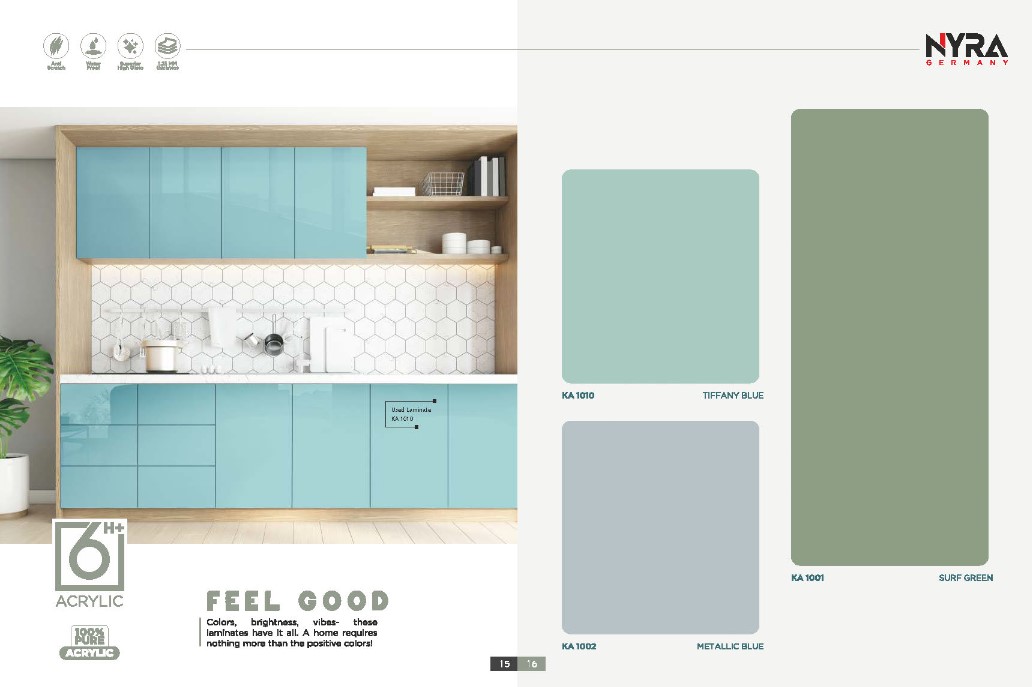 Anti
Scratch
Water
Proof
Superior
High Gloss
1.25 MM
Thickness
NYRA
GERMANY
Used Laminate
KA 1010
KA 1010 TIFFANY BLUE
KA 1002 METALLIC BLUE
KA 1001 SURF GREEN
6H+
ACRYLIC
100%
PURE
ACRYLIC
FEEL GOOD
Colors, brightness, vibes- these
laminates have it all. A home requires
nothing more than the positive colors!
15 16